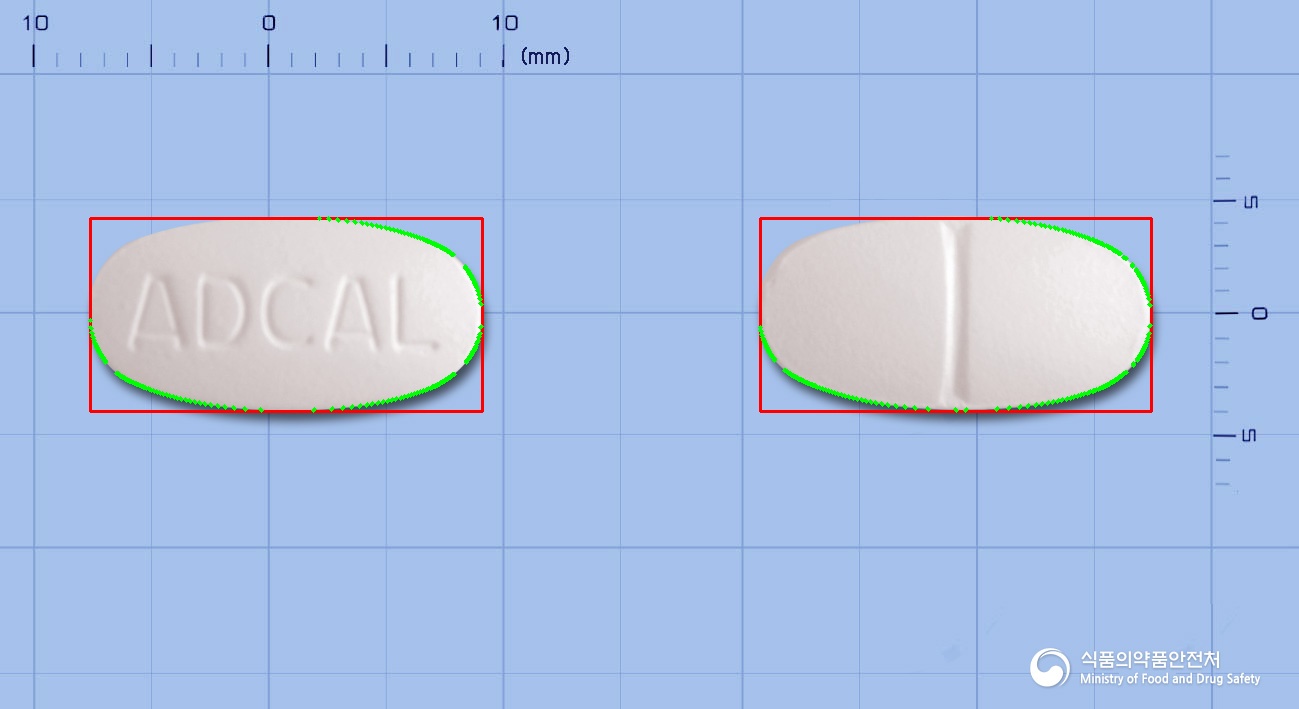 10 0 10
(mm)
5
0
5
ADCAL
식품의약품안전처
Ministry of Food and Drug Safety